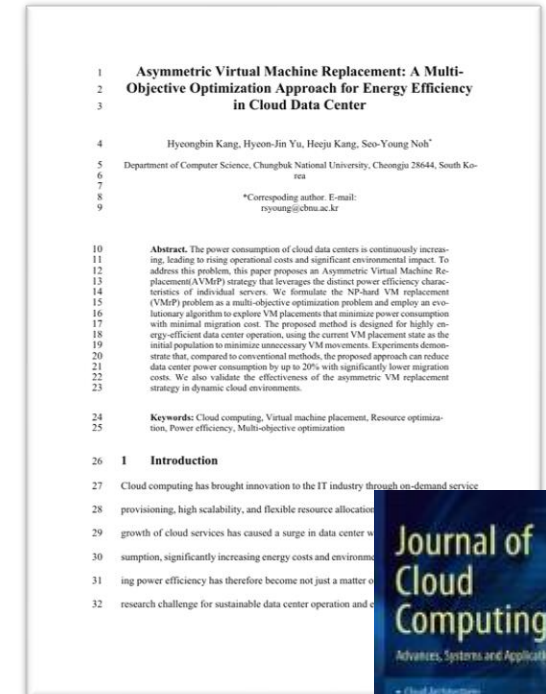 1 Asymmetric Virtual Machine Replacement: A Multi-
2 Objective Optimization Approach for Energy Efficiency
3 in Cloud Data Center
4 Hyeongbin Kang, Hyeon-Jin Yu, Heeju Kang, Seo-Young Noh*
5 Department of Computer Science, Chungbuk National University, Cheongju 28644, South Ko-
6 rea
7
8 *Correspoding author. E-mail:
9 rsyoung@cbnu.ac.kr
10 Abstract. The power consumption of cloud data centers is continuously increas-
11 ing, leading to rising operational costs and significant environmental impact. To
12 address this problem, this paper proposes an Asymmetric Virtual Machine Re-
13 placement(AVMrP) strategy that leverages the distinct power efficiency charac-
14 teristics of individual servers. We formulate the NP-hard VM replacement
15 (VMrP) problem as a multi-objective optimization problem and employ an evo-
16 lutionary algorithm to explore VM placements that minimize power consumption
17 with minimal migration cost. The proposed method is designed for highly en-
18 ergy-efficient data center operation, using the current VM placement state as the
19 initial population to minimize unnecessary VM movements. Experiments demon-
20 strate that, compared to conventional methods, the proposed approach can reduce
21 data center power consumption by up to 20% with significantly lower migration
22 costs. We also validate the effectiveness of the asymmetric VM replacement
23 strategy in dynamic cloud environments.
24 Keywords: Cloud computing, Virtual machine placement, Resource optimiza-
25 tion, Power efficiency, Multi-objective optimization
26 1 Introduction
27 Cloud computing has brought innovation to the IT industry through on-demand service
28 provisioning, high scalability, and flexible resource allocation
29 growth of cloud services has caused a surge in data center w
30 sumption, significantly increasing energy costs and environme
31 ing power efficiency has therefore become not just a matter o
32 research challenge for sustainable data center operation and e
Journal of
Cloud
Computing
Advances, Systems and Applicat